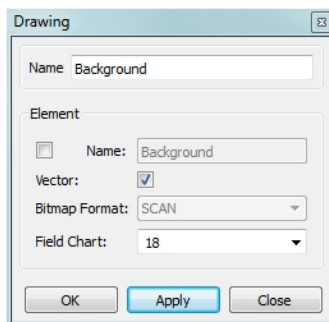 Drawing
Name Background
Element
Name: Background
Vector:
Bitmap Format: SCAN
Field Chart: 18
OK Apply Close